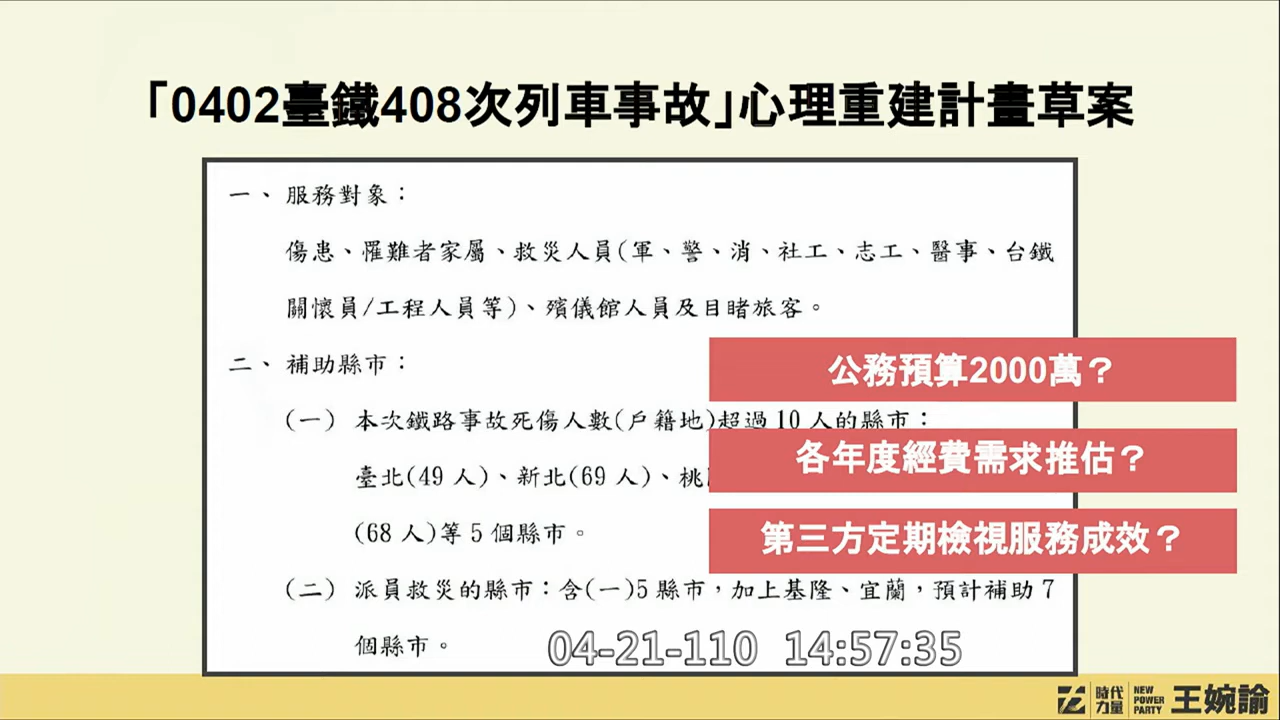 「0402臺鐵408次列車事故」心理重建計畫草案
一、服務對象：
傷患、罹難者家屬、救災人員(軍、警、消、社工、志工、醫事、台鐵
關懷員/工程人員等)、殯儀館人員及目睹旅客。
二、補助縣市：
公務預算2000萬？
(一) 本次鐵路事故死傷人數(戶籍地)超過10人的縣市：
各年度經費需求推估？
臺北(49人)、新北(69人)、桃
第三方定期檢視服務成效？
(68人)等5個縣市。
(二) 派員救災的縣市：含(一)5縣市，加上基隆、宜蘭，預計補助7
個縣市。
04-21-110 14:57:35
時代力量 NEW POWER PARTY 王婉諭